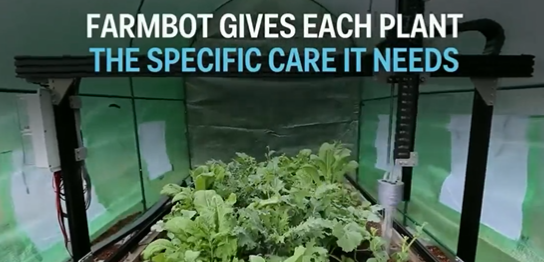 FARMBOT GIVES EACH PLANT
THE SPECIFIC CARE IT NEEDS